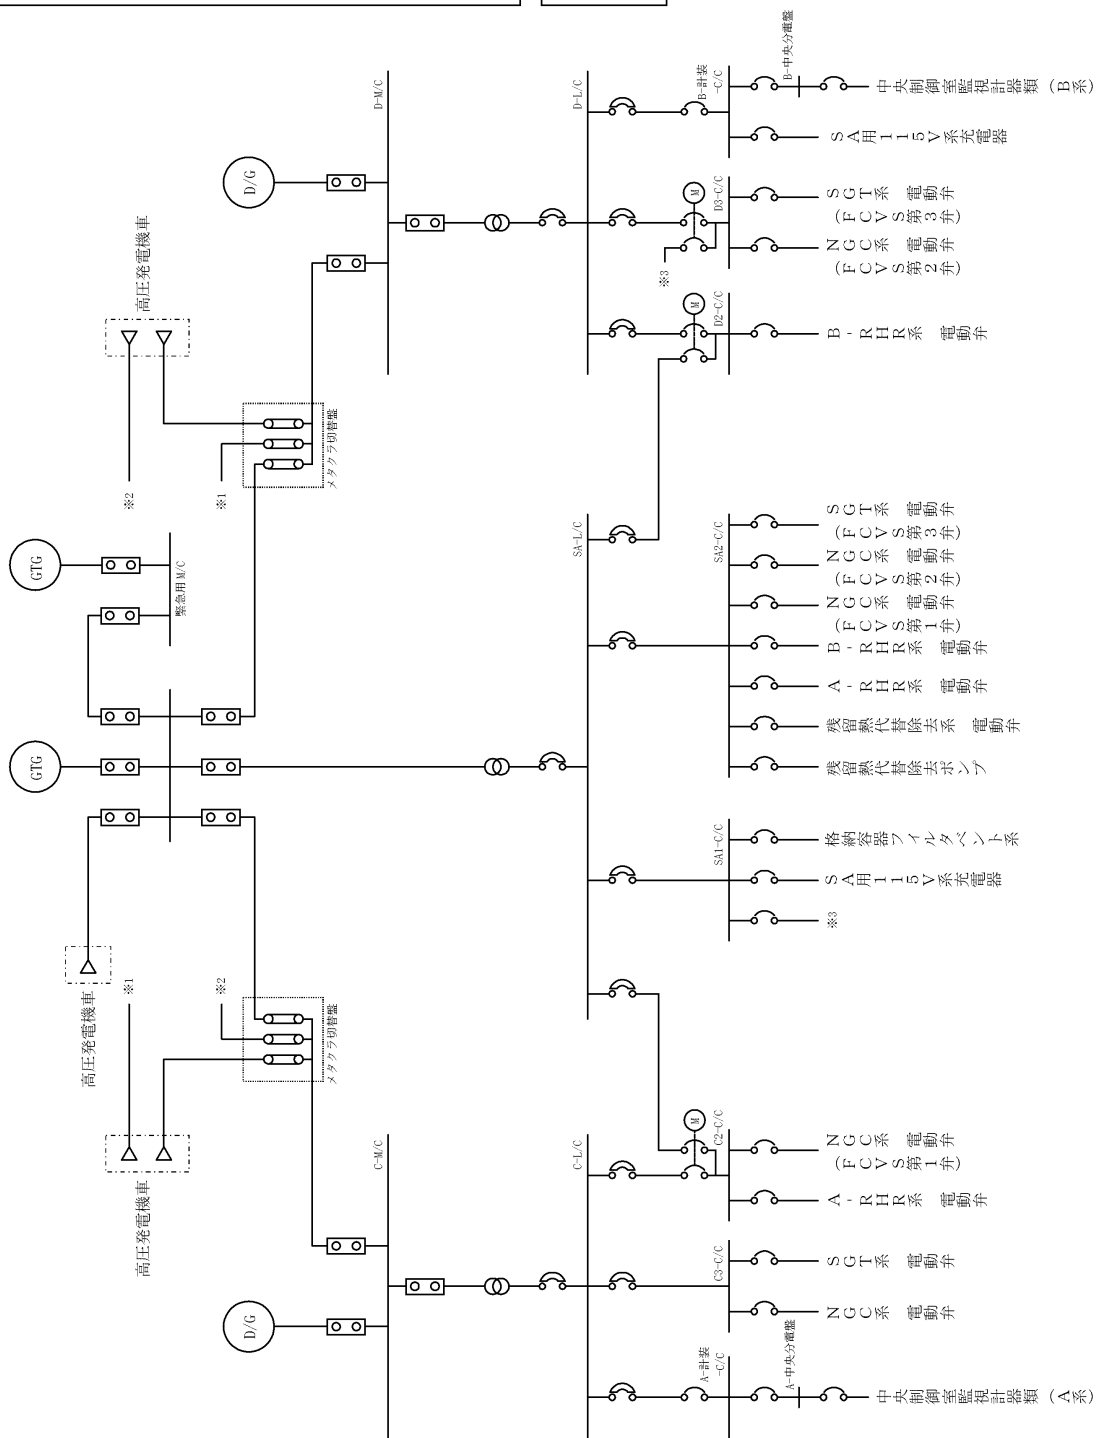 高圧発電機車
※1
高圧発電機車
D/G
C-M/C
※2
メタクラ切替盤
C-L/C
A-計装
-C/C
A-中央分電盤
中央制御室監視計器類（A系）
C3-C/C
NGC系 電動弁
SGT系 電動弁
C2-C/C
M
A-RHR系 電動弁
NGC系 電動弁
（FCVS第1弁）
GTG
GTG
緊急用M/C
SA-L/C
SA1-C/C
※3
SA用115V系充電器
格納容器フィルタベント系
SA2-C/C
残留熱代替除去ポンプ
残留熱代替除去系 電動弁
A-RHR系 電動弁
B-RHR系 電動弁
NGC系 電動弁
（FCVS第1弁）
NGC系 電動弁
（FCVS第2弁）
SGT系 電動弁
（FCVS第3弁）
高圧発電機車
※2
※1
メタクラ切替盤
D/G
D-M/C
D-L/C
D2-C/C
M
B-RHR系 電動弁
D3-C/C
M
※3
NGC系 電動弁
（FCVS第2弁）
SGT系 電動弁
（FCVS第3弁）
B-計装
-C/C
SA用115V系充電器
B-中央分電盤
中央制御室監視計器類（B系）